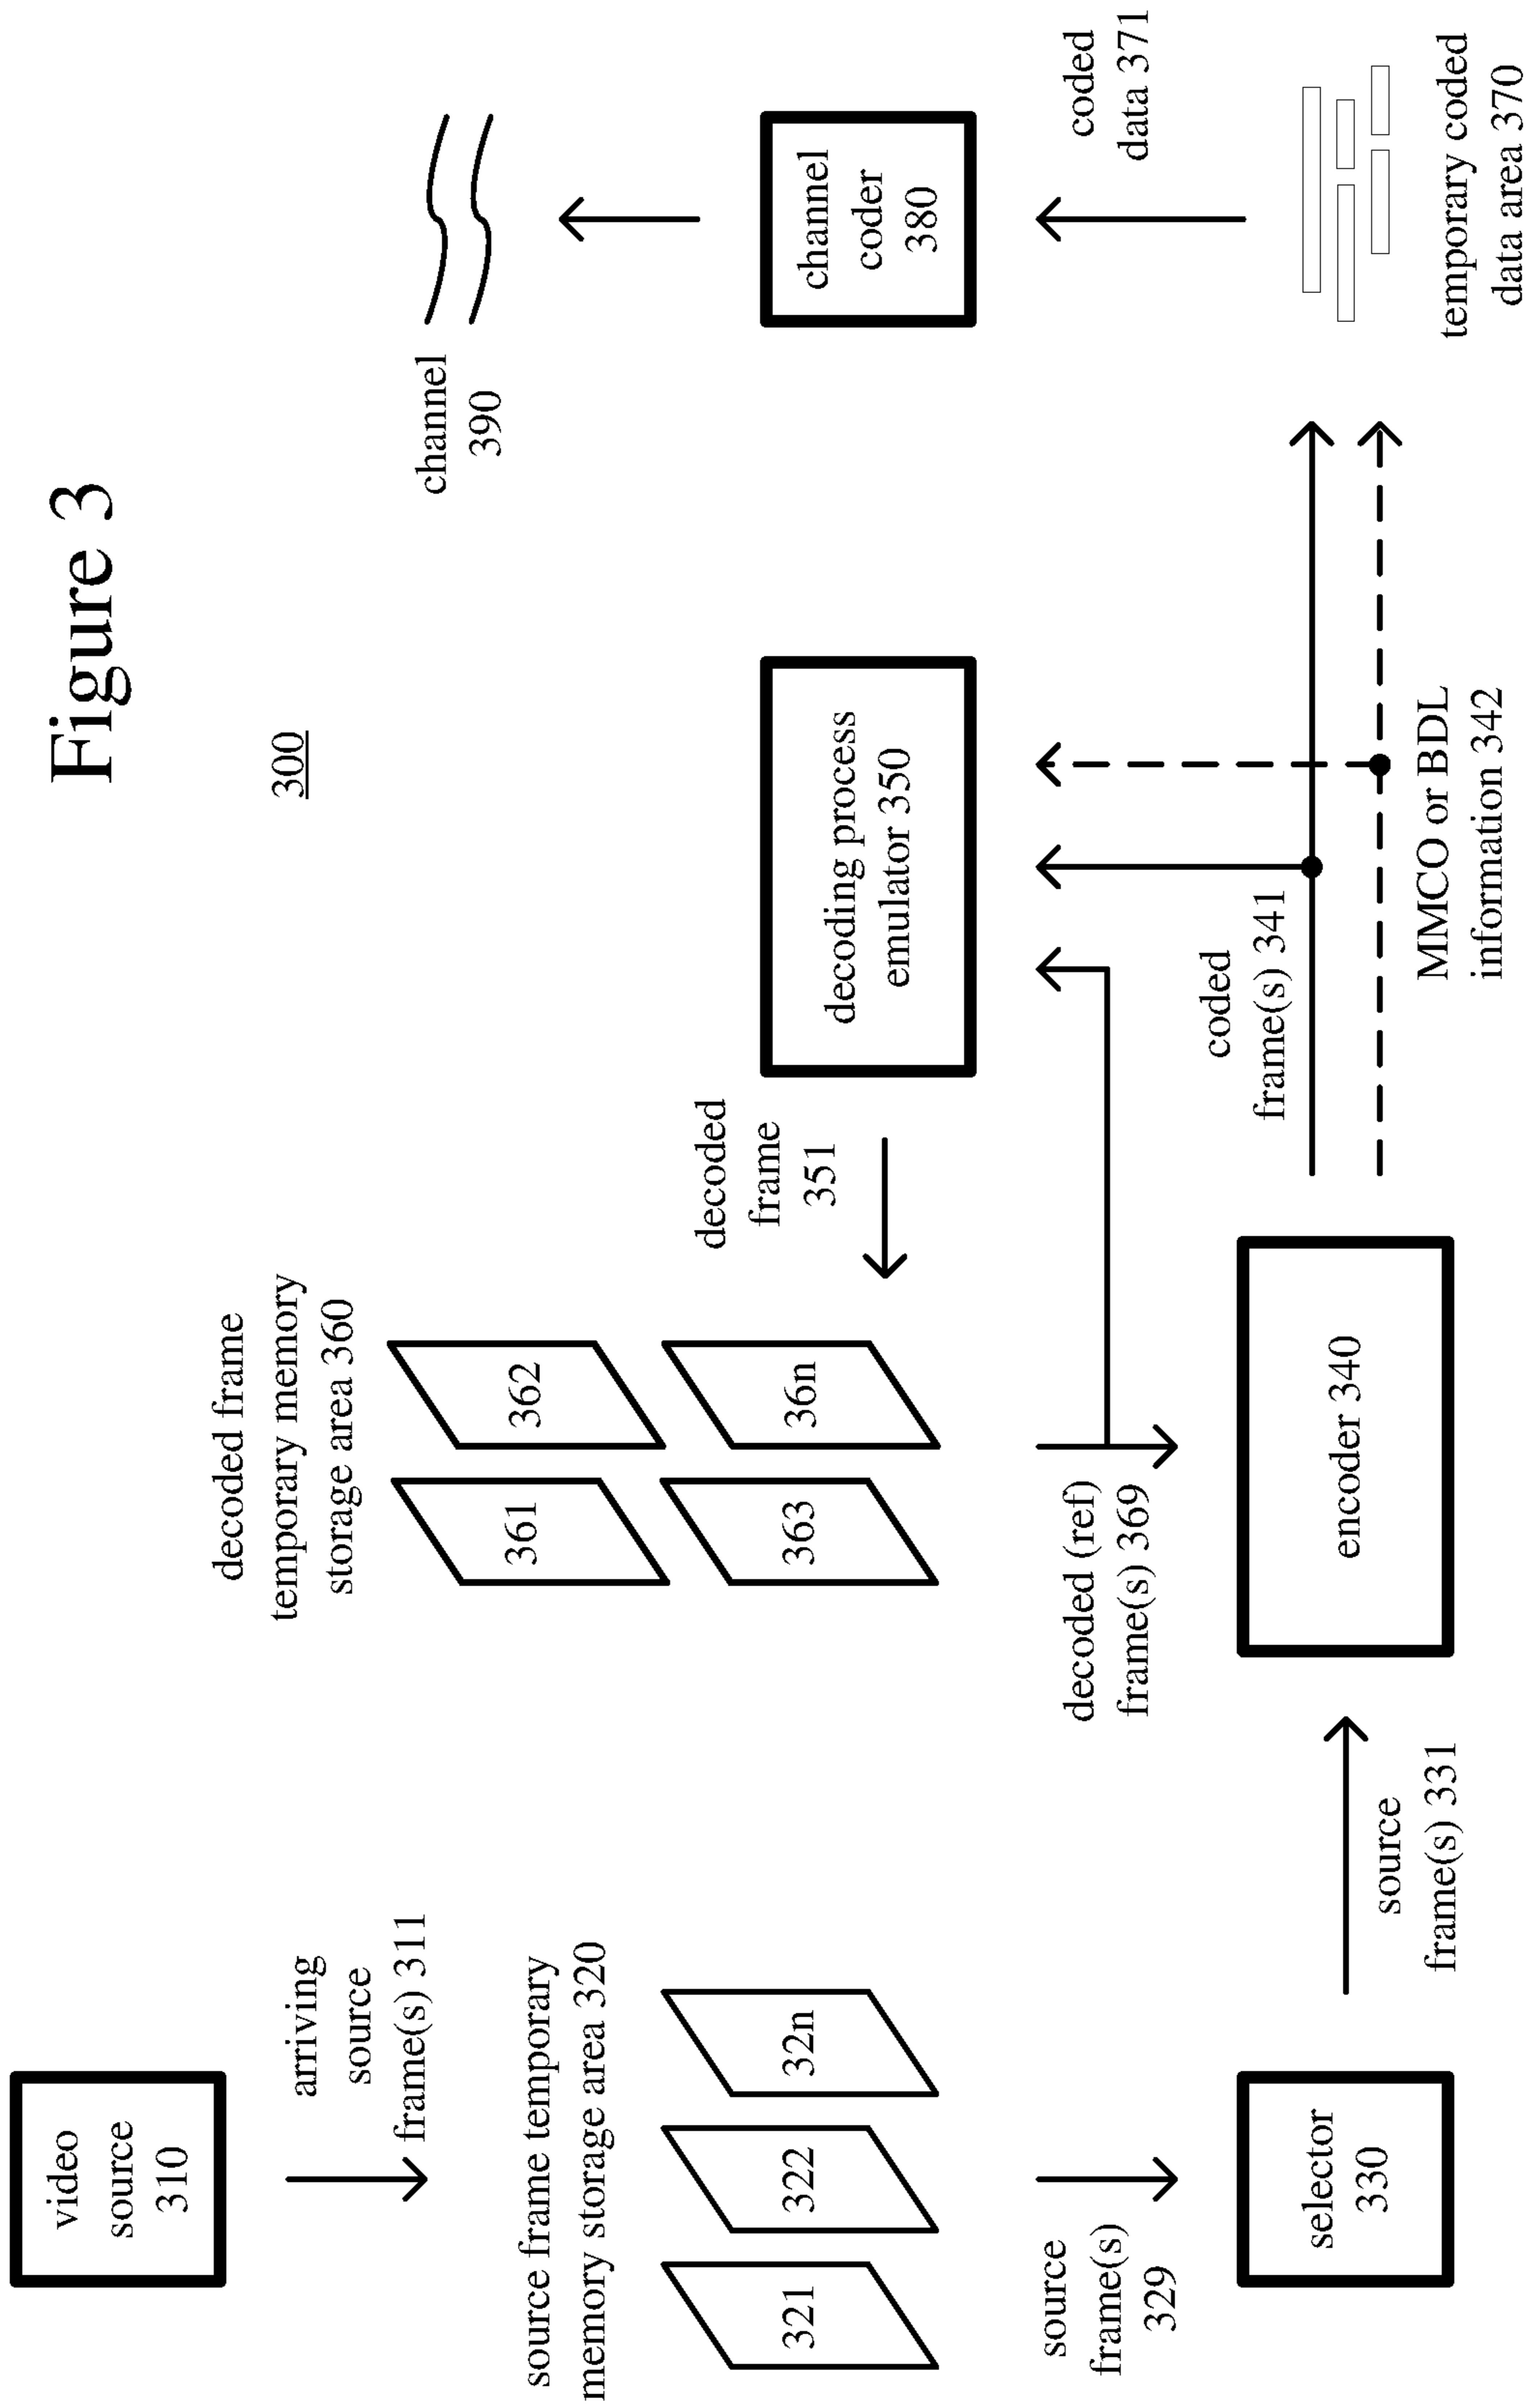 Figure 3
300
video
source
310
arriving
source
frame(s) 311
source frame temporary
memory storage area 320
321
322
32n
source
frame(s)
329
selector
330
source
frame(s) 331
decoded frame
temporary memory
storage area 360
361
362
363
36n
decoded (ref)
frame(s) 369
encoder 340
decoded
frame
351
decoding process
emulator 350
coded
frame(s) 341
MMCO or BDL
information 342
channel
390
channel
coder
380
coded
data 371
temporary coded
data area 370